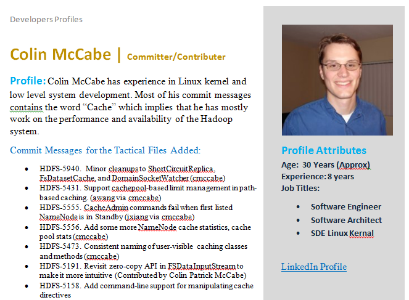 Developers Profiles
Colin McCabe | Committer/Contributer
Profile: Colin McCabe has experience in Linux kernel and
low level system development. Most of his commit messages
contains the word "Cache" which implies that he has mostly
work on the performance and availability of the Hadoop
system.
Commit Messages for the Tactical Files Added:
• HDFS-5940. Minor cleanups to ShortCircuitReplica,
FsDatasetCache, and DomainSocketWatcher (cmccabe)
• HDFS-5431. Support cachepool-based limit management in path-
based caching. (awang via cmccabe)
• HDFS-5555. CacheAdmin commands fail when first listed
NameNode is in Standby (jxiang via cmccabe)
• HDFS-5556. Add some more NameNode cache statistics, cache
pool stats (cmccabe)
• HDFS-5473. Consistent naming of user-visible caching classes
and methods (cmccabe)
• HDFS-5191. Revisit zero-copy API in FSDataInputStream to
make it more intuitive (Contributed by Colin Patrick McCabe)
• HDFS-5158. Add command-line support for manipulating cache
directives
Profile Attributes
Age: 30 Years (Approx)
Experience: 8 years
Job Titles:
• Software Engineer
• Software Architect
• SDE Linux Kernal
LinkedIn Profile